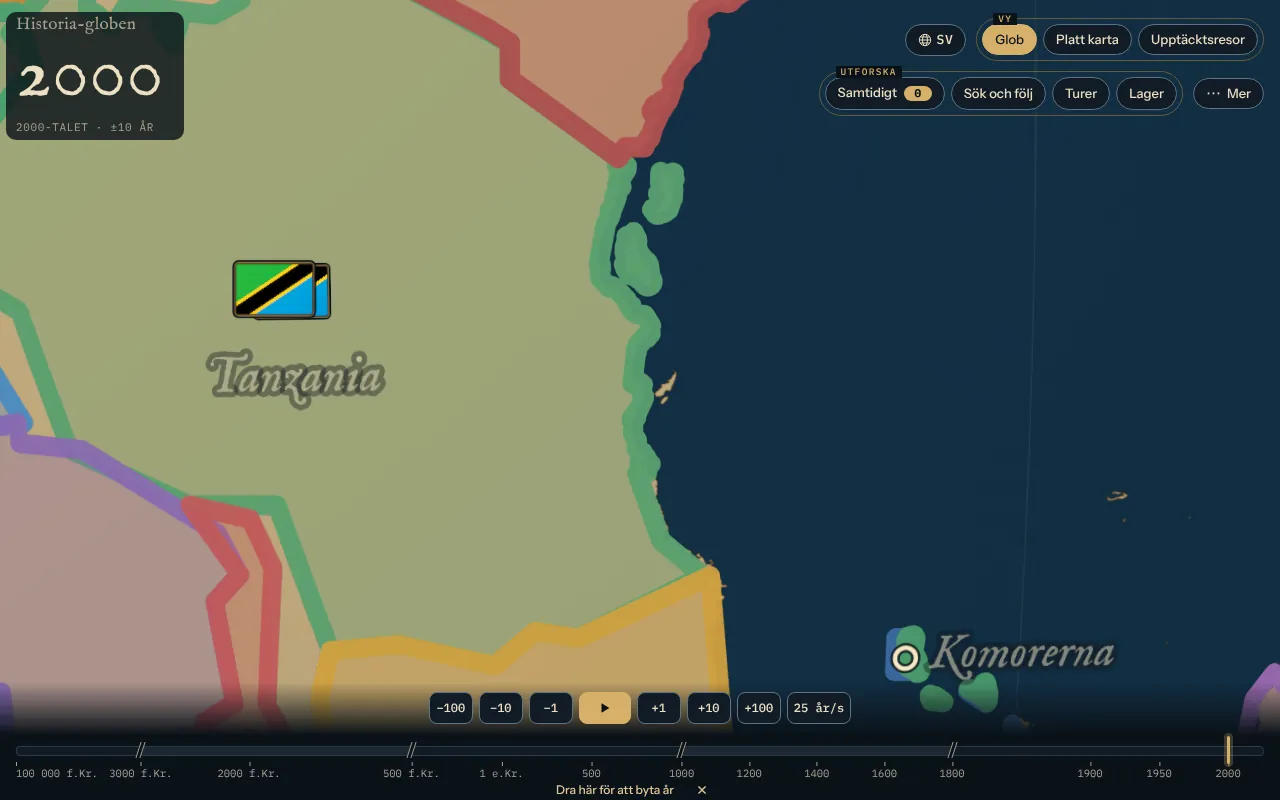 Historia-globen
2000
2000-TALET · ±10 ÅR
SV
VY
Glob
Platt karta
Upptäcktsresor
UTFORSKA
Samtidigt 0
Sök och följ
Turer
Lager
··· Mer
Tanzania
Komorerna
−100
−10
−1
+1
+10
+100
25 år/s
100 000 f.Kr.
3000 f.Kr.
2000 f.Kr.
500 f.Kr.
1 e.Kr.
500
1000
1200
1400
1600
1800
1900
1950
2000
Dra här för att byta år ✕